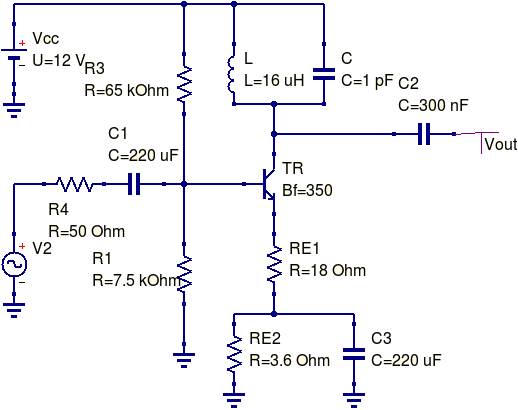 Vcc
U=12 V
R3
R=65 kOhm
L
L=16 uH
C
C=1 pF
C2
C=300 nF
Vout
C1
C=220 uF
TR
Bf=350
R4
R=50 Ohm
V2
R1
R=7.5 kOhm
RE1
R=18 Ohm
RE2
R=3.6 Ohm
C3
C=220 uF